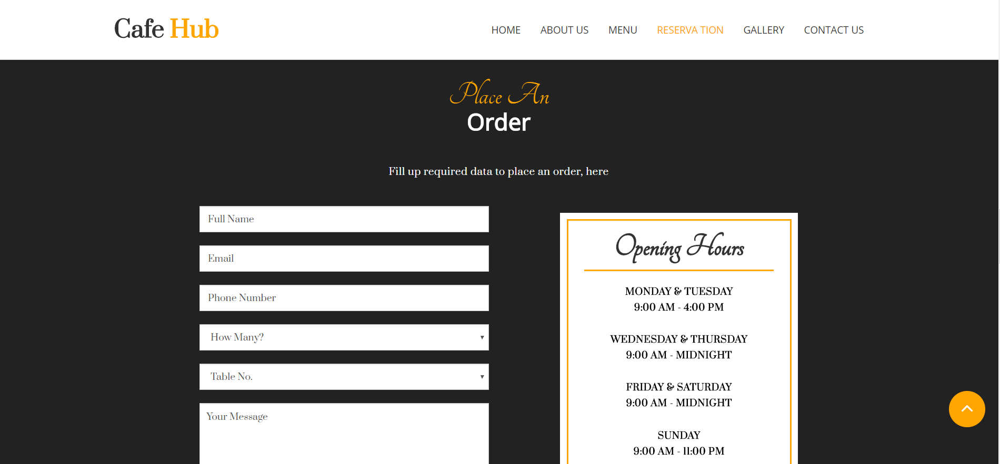 Cafe Hub
HOME ABOUT US MENU RESERVA TION GALLERY CONTACT US
Place An
Order
Fill up required data to place an order, here
Full Name
Email
Phone Number
How Many?
Table No.
Your Message
Opening Hours
MONDAY & TUESDAY
9:00 AM - 4:00 PM
WEDNESDAY & THURSDAY
9:00 AM - MIDNIGHT
FRIDAY & SATURDAY
9:00 AM - MIDNIGHT
SUNDAY
9:00 AM - 11:00 PM